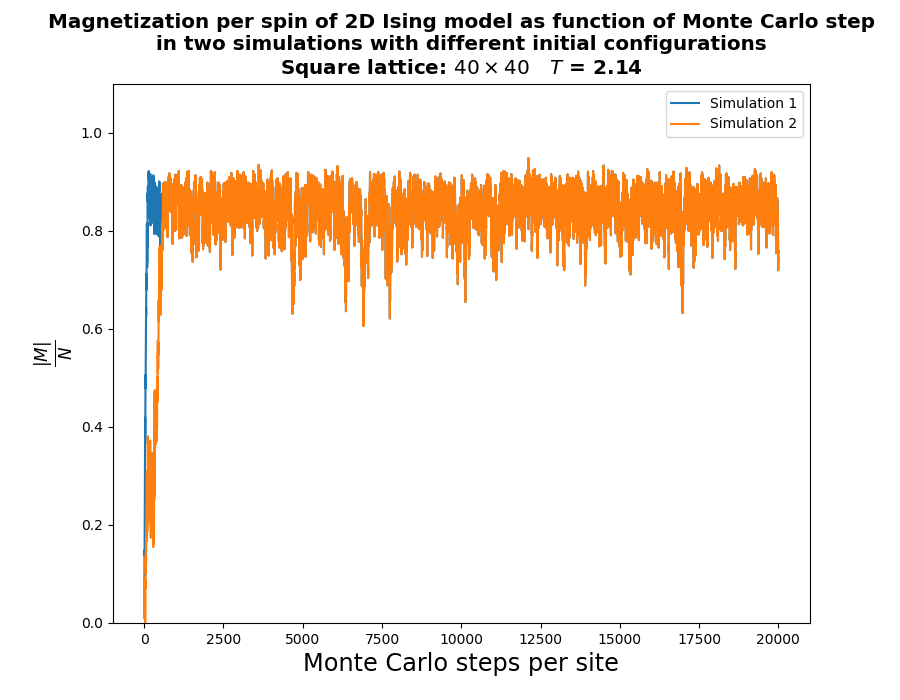 Magnetization per spin of 2D Ising model as function of Monte Carlo step
in two simulations with different initial configurations
Square lattice: 40 × 40 T = 2.14
Simulation 1
Simulation 2
1.0
0.8
0.6
0.4
0.2
0.0
|M|
N
0 2500 5000 7500 10000 12500 15000 17500 20000
Monte Carlo steps per site